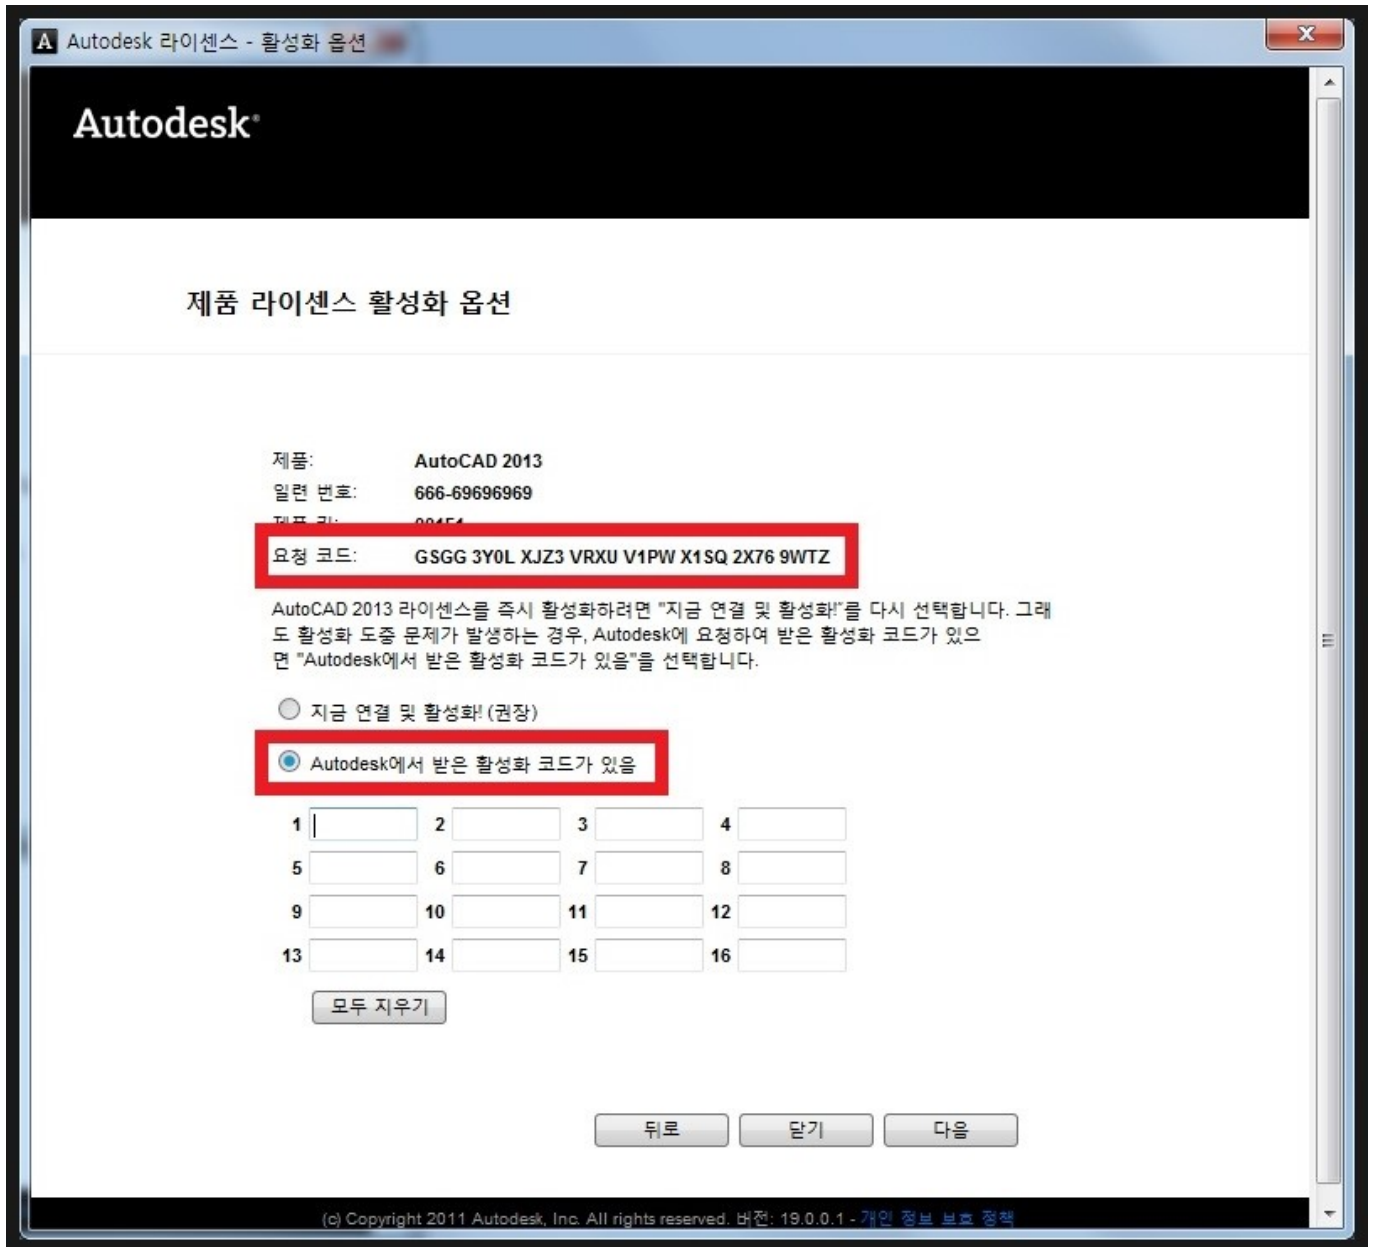 Autodesk 라이센스 - 활성화 옵션
Autodesk®
제품 라이센스 활성화 옵션
제품: AutoCAD 2013
일련 번호: 666-69696969
요청 코드: GSGG 3Y0L XJZ3 VRXU V1PW X1SQ 2X76 9WTZ
AutoCAD 2013 라이센스를 즉시 활성화하려면 "지금 연결 및 활성화!"를 다시 선택합니다. 그래
도 활성화 도중 문제가 발생하는 경우, Autodesk에 요청하여 받은 활성화 코드가 있으
면 "Autodesk에서 받은 활성화 코드가 있음"을 선택합니다.
지금 연결 및 활성화! (권장)
Autodesk에서 받은 활성화 코드가 있음
1 2 3 4
5 6 7 8
9 10 11 12
13 14 15 16
모두 지우기
뒤로 닫기 다음
(c) Copyright 2011 Autodesk, Inc. All rights reserved. 버전: 19.0.0.1 - 개인 정보 보호 정책